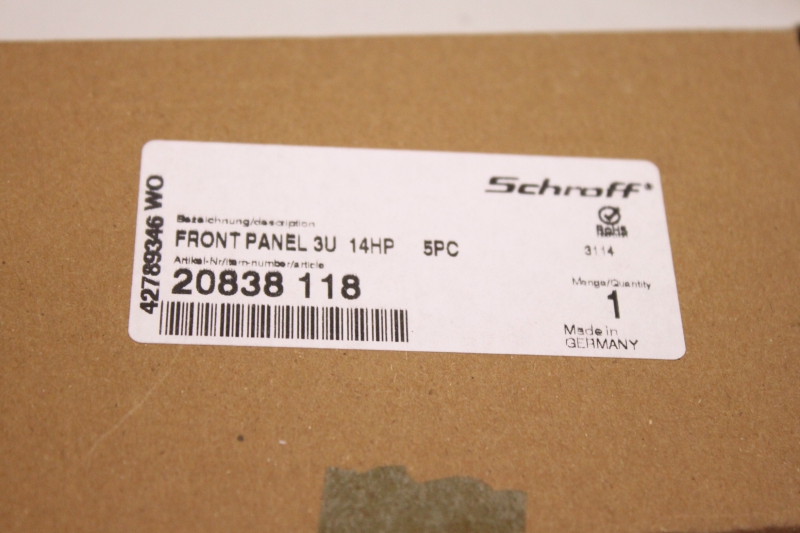 Schroff®
RoHS
3114
42789346 WO
Bezeichnung/description
FRONT PANEL 3U 14HP 5PC
Artikel-Nr/item-number/article
20838 118
Menge/Quantity
1
Made in
GERMANY